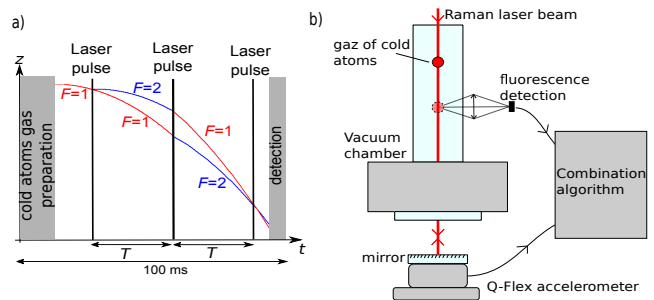 a)
z
cold atoms gas
preparation
Laser
pulse
Laser
pulse
Laser
pulse
F=1
F=2
F=1
F=1
F=2
detection
T
T
t
100 ms
b)
Raman laser beam
gaz of cold
atoms
fluorescence
detection
Vacuum
chamber
Combination
algorithm
mirror
Q-Flex accelerometer